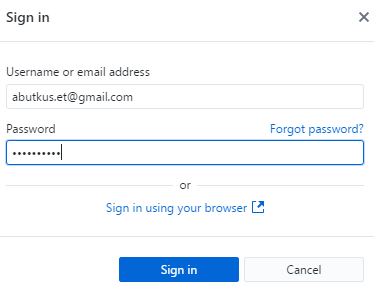 Sign in
Username or email address
abutkus.et@gmail.com
Password Forgot password?
••••••••••
or
Sign in using your browser
Sign in Cancel